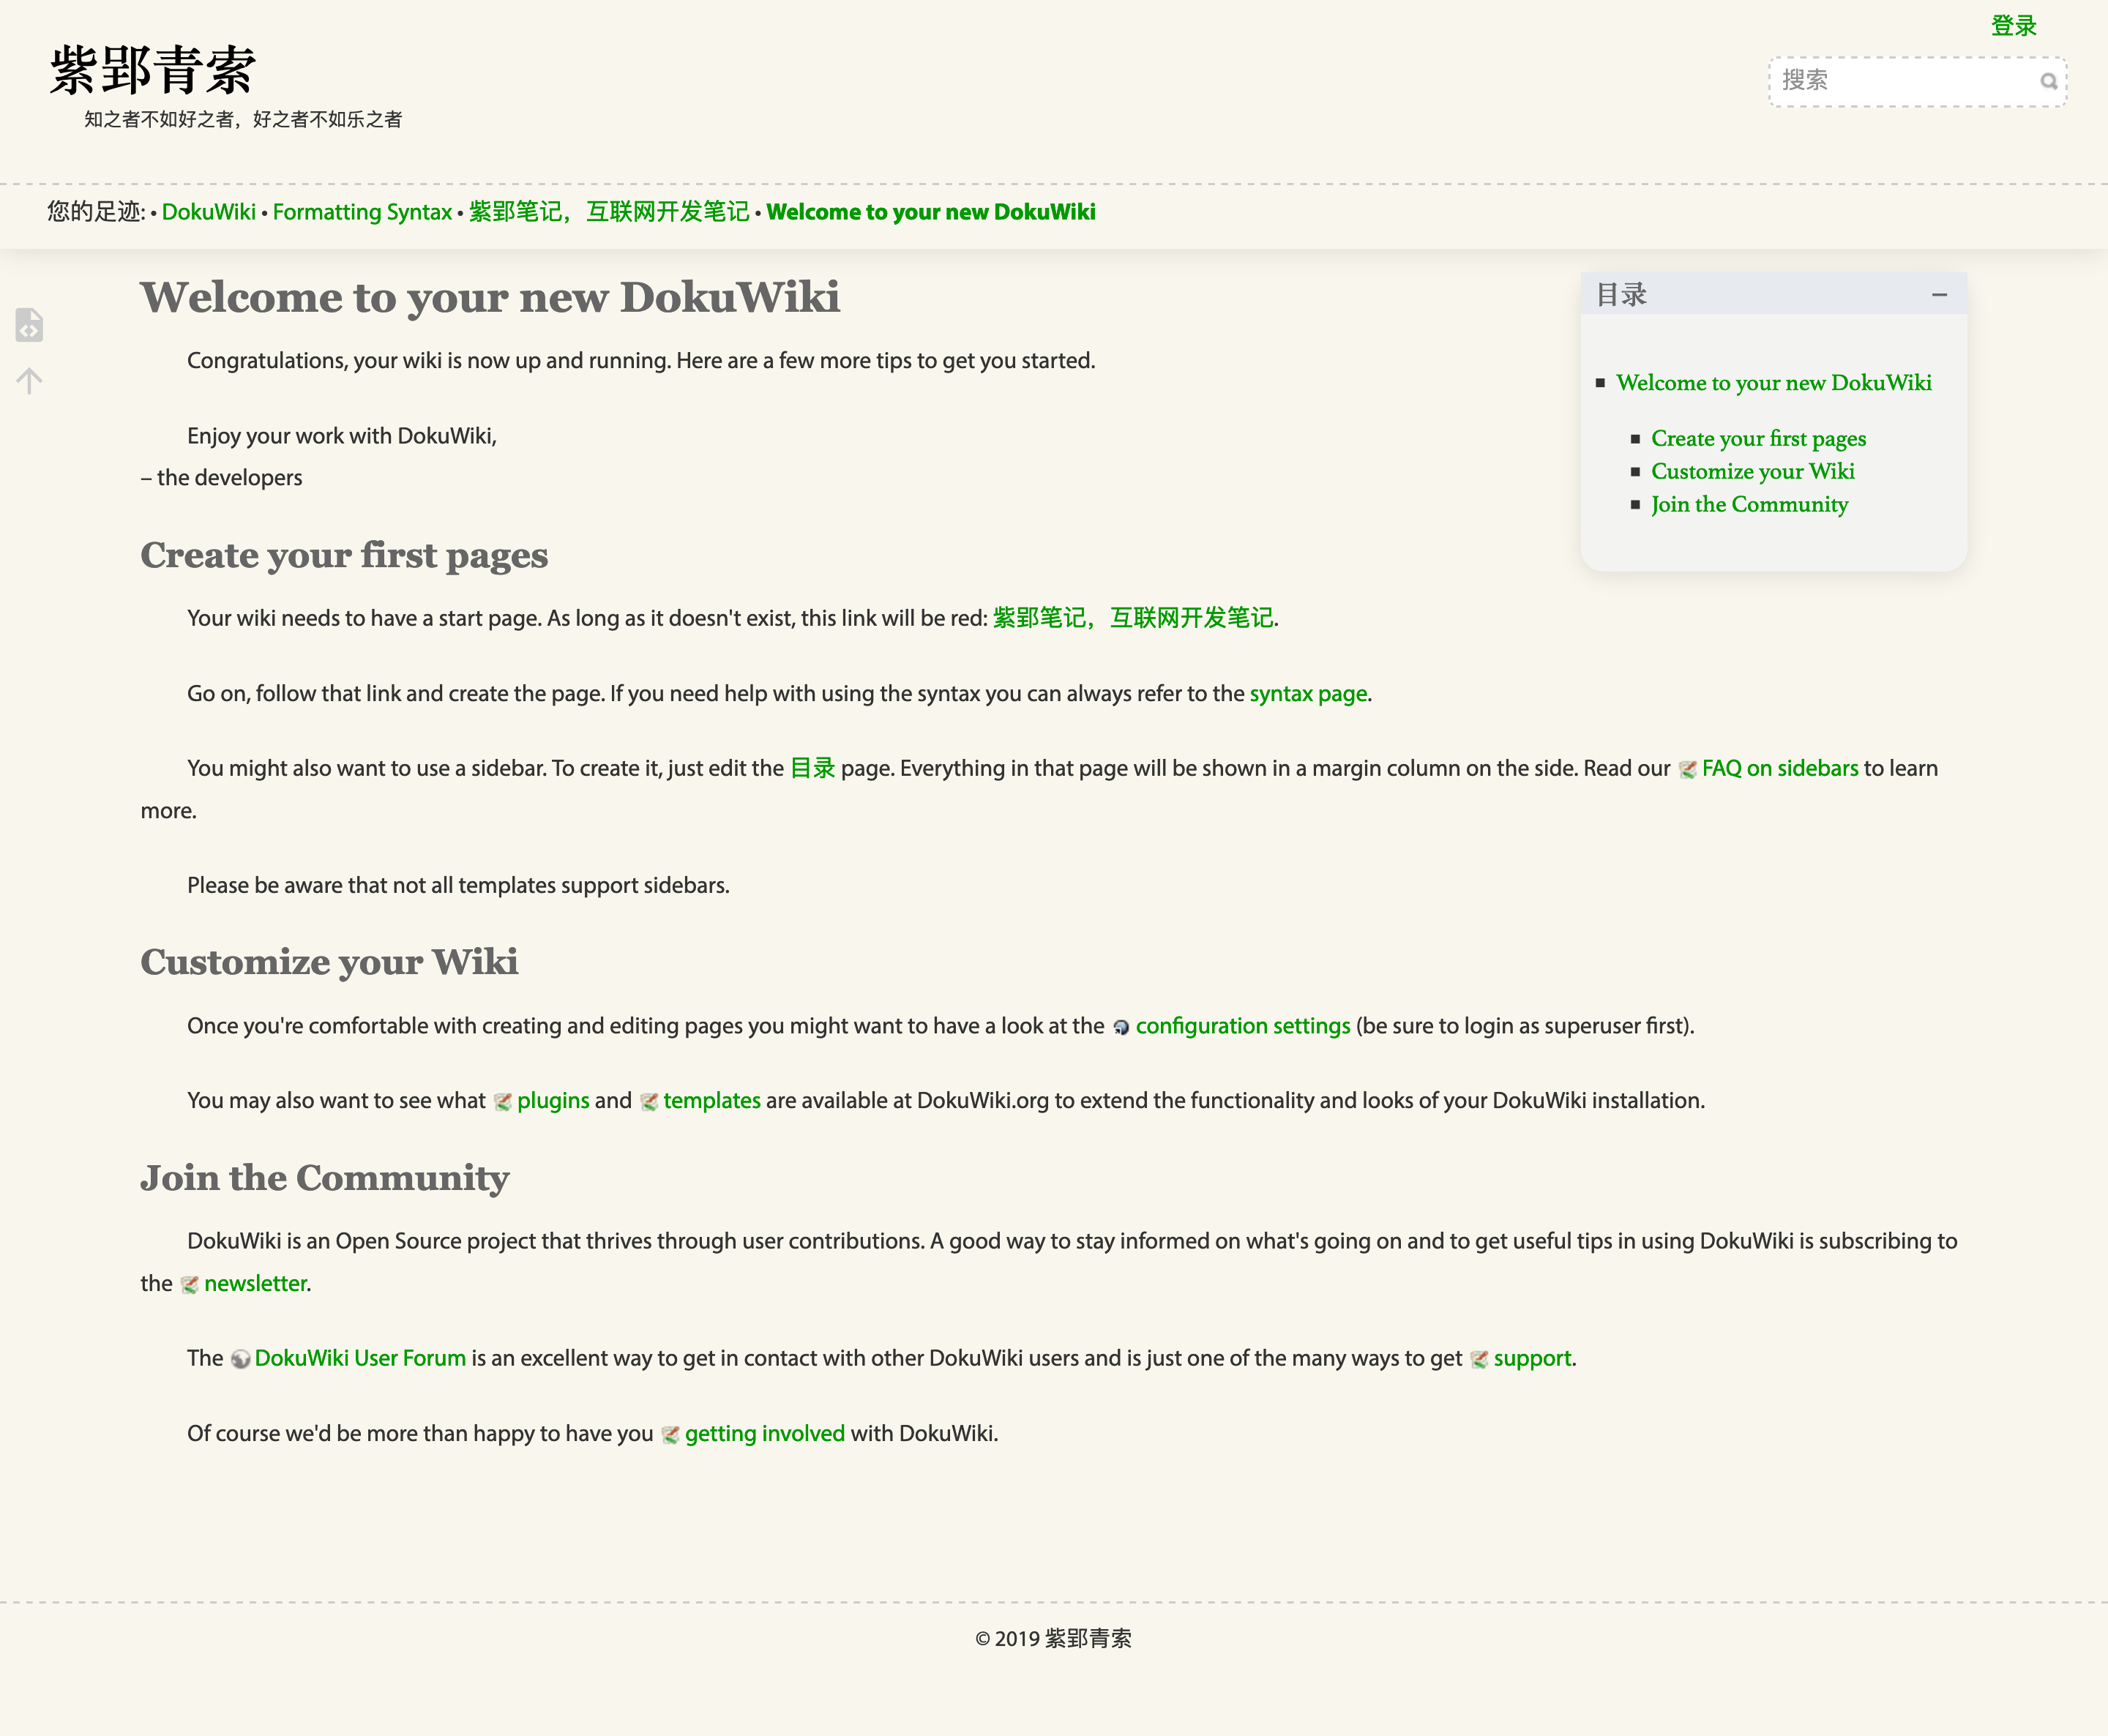 登录
紫郢青索
知之者不如好之者，好之者不如乐之者
搜索
您的足迹: • DokuWiki • Formatting Syntax • 紫郢笔记，互联网开发笔记 • Welcome to your new DokuWiki
Welcome to your new DokuWiki
Congratulations, your wiki is now up and running. Here are a few more tips to get you started.
Enjoy your work with DokuWiki,
– the developers
目录
Welcome to your new DokuWiki
Create your first pages
Customize your Wiki
Join the Community
Create your first pages
Your wiki needs to have a start page. As long as it doesn't exist, this link will be red: 紫郢笔记，互联网开发笔记.
Go on, follow that link and create the page. If you need help with using the syntax you can always refer to the syntax page.
You might also want to use a sidebar. To create it, just edit the 目录 page. Everything in that page will be shown in a margin column on the side. Read our FAQ on sidebars to learn
more.
Please be aware that not all templates support sidebars.
Customize your Wiki
Once you're comfortable with creating and editing pages you might want to have a look at the configuration settings (be sure to login as superuser first).
You may also want to see what plugins and templates are available at DokuWiki.org to extend the functionality and looks of your DokuWiki installation.
Join the Community
DokuWiki is an Open Source project that thrives through user contributions. A good way to stay informed on what's going on and to get useful tips in using DokuWiki is subscribing to
the newsletter.
The DokuWiki User Forum is an excellent way to get in contact with other DokuWiki users and is just one of the many ways to get support.
Of course we'd be more than happy to have you getting involved with DokuWiki.
© 2019 紫郢青索